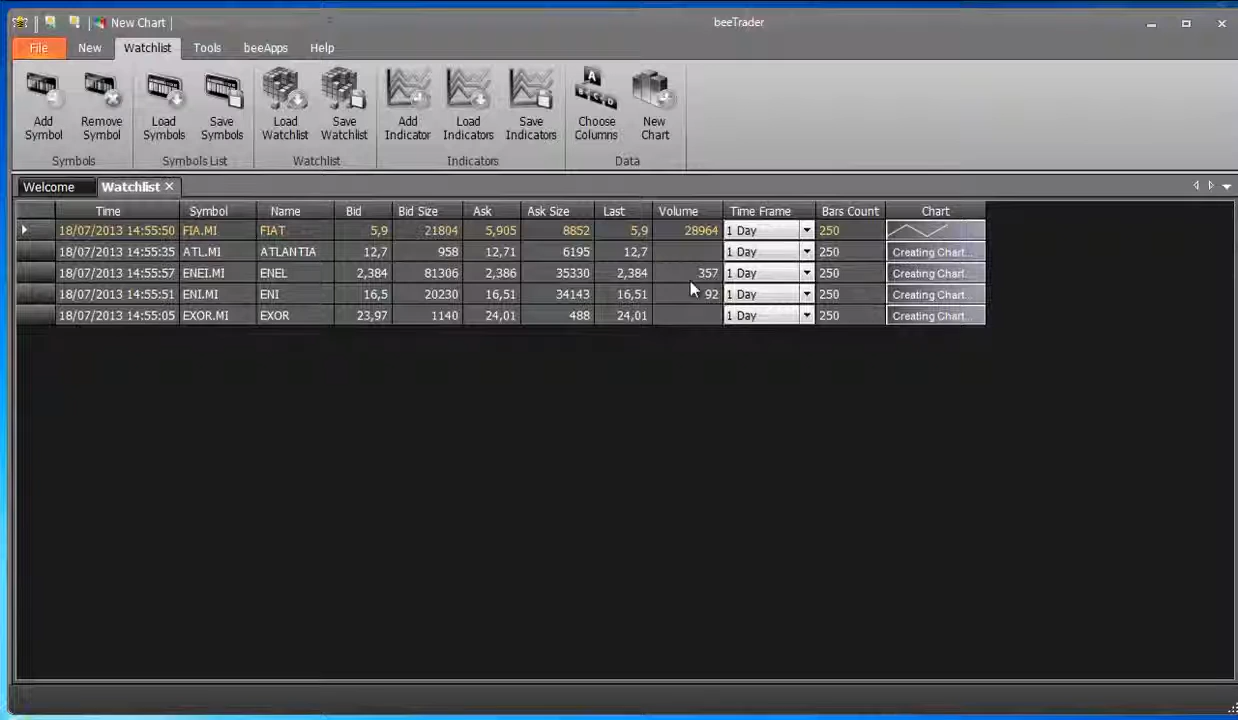 New Chart
beeTrader
File New Watchlist Tools beeApps Help
Add Symbol
Remove Symbol
Load Symbols
Save Symbols
Load Watchlist
Save Watchlist
Add Indicator
Load Indicators
Save Indicators
Choose Columns
New Chart
Symbols Symbols List Watchlist Indicators Data
Welcome Watchlist
Time Symbol Name Bid Bid Size Ask Ask Size Last Volume Time Frame Bars Count Chart
18/07/2013 14:55:50 FIA.MI FIAT 5,9 21804 5,905 8852 5,9 28964 1 Day 250
18/07/2013 14:55:35 ATL.MI ATLANTIA 12,7 958 12,71 6195 12,7 1 Day 250 Creating Chart...
18/07/2013 14:55:57 ENEI.MI ENEL 2,384 81306 2,386 35330 2,384 357 1 Day 250 Creating Chart...
18/07/2013 14:55:51 ENI.MI ENI 16,5 20230 16,51 34143 16,51 92 1 Day 250 Creating Chart...
18/07/2013 14:55:05 EXOR.MI EXOR 23,97 1140 24,01 488 24,01 1 Day 250 Creating Chart...